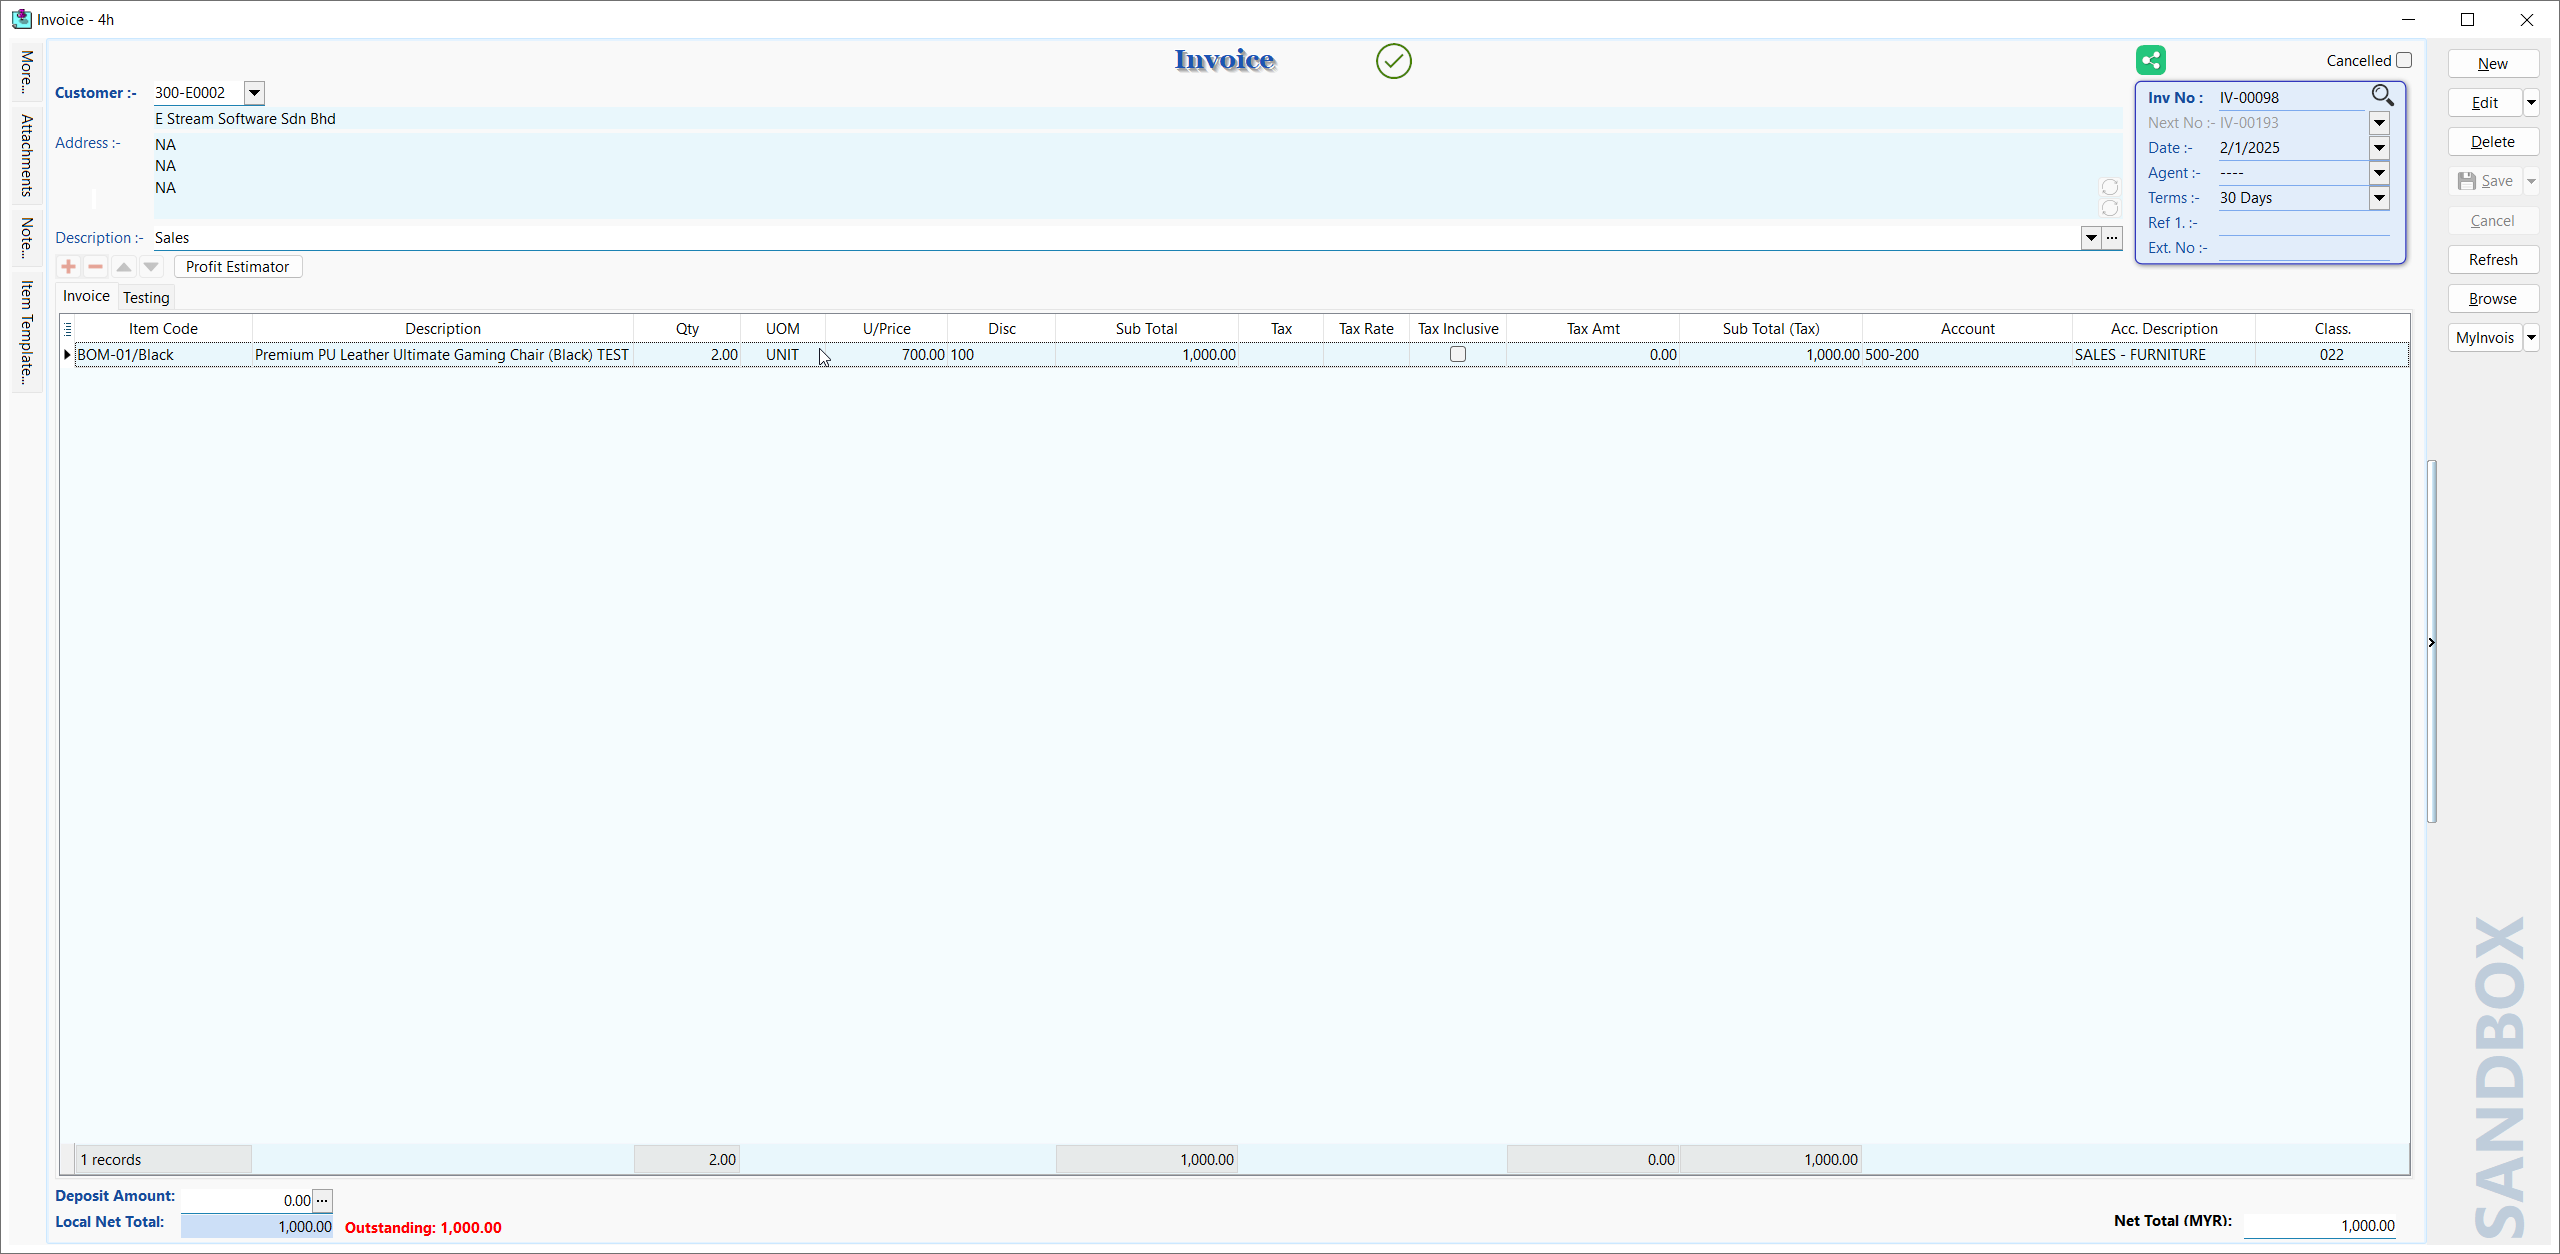 Invoice - 4h
More...
Attachments
Note...
Item Template...
Invoice
Cancelled
Customer :- 300-E0002
E Stream Software Sdn Bhd
Address :- NA
NA
NA
Description :- Sales
Inv No : IV-00098
Next No :- IV-00193
Date :- 2/1/2025
Agent :- ----
Terms :- 30 Days
Ref 1. :-
Ext. No :-
New
Edit
Delete
Save
Cancel
Refresh
Browse
MyInvois
Profit Estimator
Invoice Testing
Item Code Description Qty UOM U/Price Disc Sub Total Tax Tax Rate Tax Inclusive Tax Amt Sub Total (Tax) Account Acc. Description Class.
BOM-01/Black Premium PU Leather Ultimate Gaming Chair (Black) TEST 2.00 UNIT 700.00 100 1,000.00 0.00 1,000.00 500-200 SALES - FURNITURE 022
1 records 2.00 1,000.00 0.00 1,000.00
Deposit Amount: 0.00 ...
Local Net Total: 1,000.00 Outstanding: 1,000.00
Net Total (MYR): 1,000.00
SANDBOX